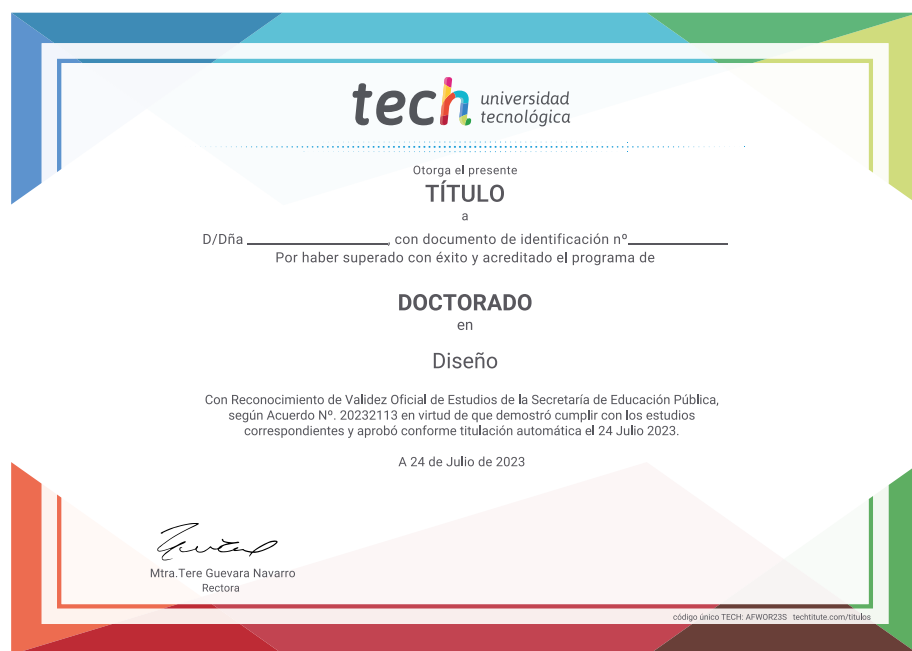 tech universidad
tecnológica
Otorga el presente
TÍTULO
a
D/Dña ____________________, con documento de identificación nº______________
Por haber superado con éxito y acreditado el programa de
DOCTORADO
en
Diseño
Con Reconocimiento de Validez Oficial de Estudios de la Secretaría de Educación Pública,
según Acuerdo Nº. 20232113 en virtud de que demostró cumplir con los estudios
correspondientes y aprobó conforme titulación automática el 24 Julio 2023.
A 24 de Julio de 2023
Mtra.Tere Guevara Navarro
Rectora
código único TECH: AFWOR23S techtitute.com/titulos